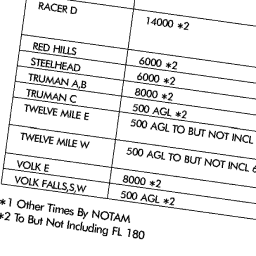 RACER D 14000 *2
RED HILLS 6000 *2
STEELHEAD 6000 *2
TRUMAN A,B 8000 *2
TRUMAN C 500 AGL *2
TWELVE MILE E 500 AGL TO BUT NOT INCL
TWELVE MILE W 500 AGL TO BUT NOT INCL 6
VOLK E 8000 *2
VOLK FALLS,S,W 500 AGL *2
*1 Other Times By NOTAM
*2 To But Not Including FL 180